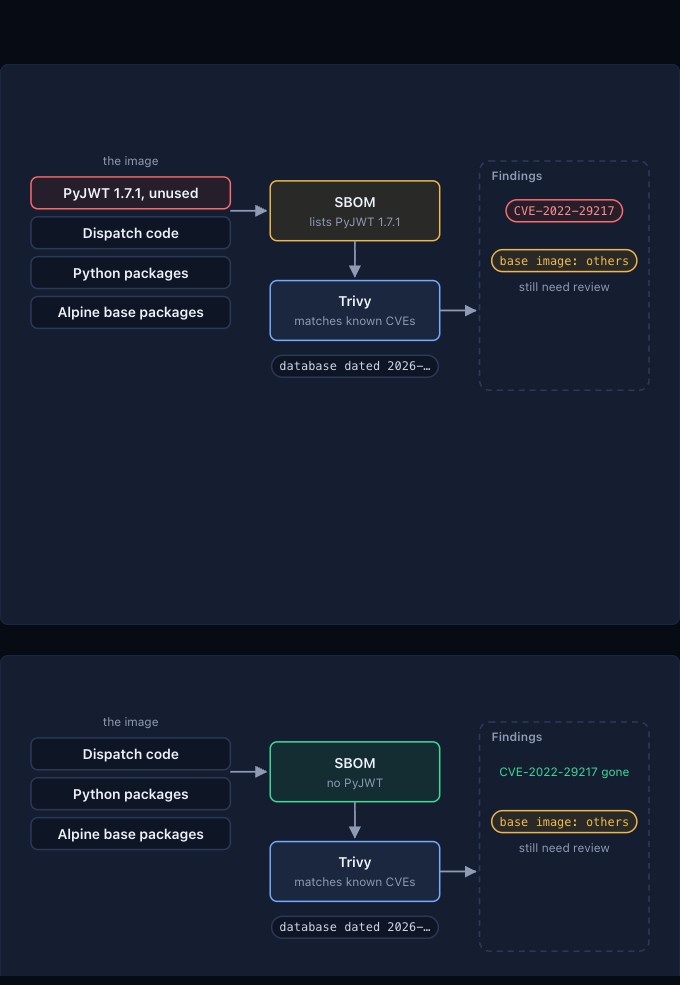 the image
PyJWT 1.7.1, unused
Dispatch code
Python packages
Alpine base packages
SBOM
lists PyJWT 1.7.1
Trivy
matches known CVEs
database dated 2026-…
Findings
CVE-2022-29217
base image: others
still need review
the image
Dispatch code
Python packages
Alpine base packages
SBOM
no PyJWT
Trivy
matches known CVEs
database dated 2026-…
Findings
CVE-2022-29217 gone
base image: others
still need review